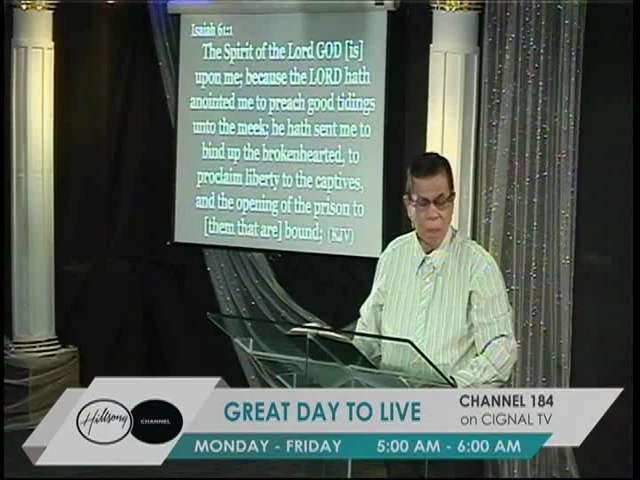 Isaiah 61:1
The Spirit of the Lord GOD [is]
upon me; because the LORD hath
anointed me to preach good tidings
unto the meek; he hath sent me to
bind up the brokenhearted, to
proclaim liberty to the captives,
and the opening of the prison to
[them that are] bound; (KJV)
Hillsong CHANNEL
GREAT DAY TO LIVE
MONDAY - FRIDAY 5:00 AM - 6:00 AM
CHANNEL 184
on CIGNAL TV